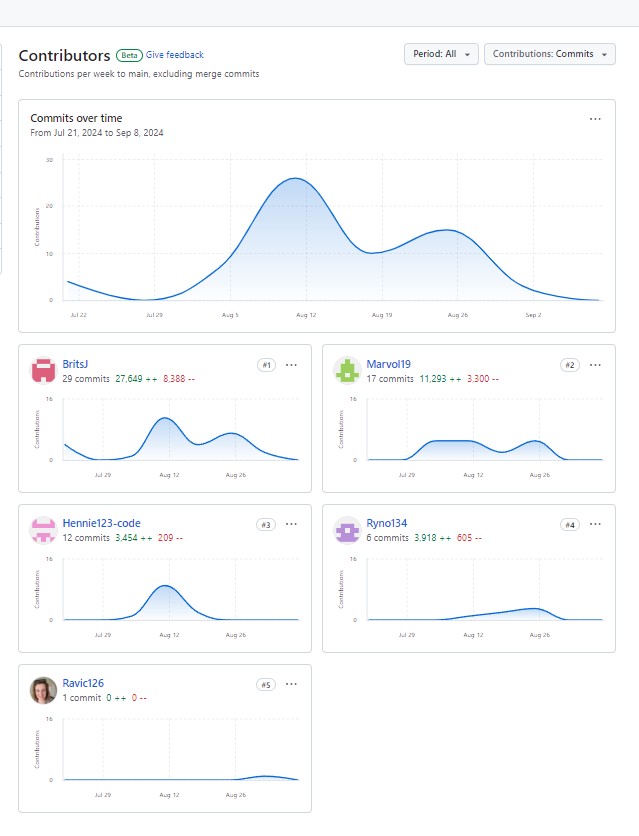 Contributors Beta Give feedback
Period: All Contributions: Commits
Contributions per week to main, excluding merge commits
Commits over time
From Jul 21, 2024 to Sep 8, 2024
Contributions
30
20
10
0
Jul 22 Jul 29 Aug 5 Aug 12 Aug 19 Aug 26 Sep 2
BritsJ #1
29 commits 27,649 ++ 8,388 --
Contributions
16
0
Jul 29 Aug 12 Aug 26
Marvol19 #2
17 commits 11,293 ++ 3,300 --
Contributions
16
0
Jul 29 Aug 12 Aug 26
Hennie123-code #3
12 commits 3,454 ++ 209 --
Contributions
16
0
Jul 29 Aug 12 Aug 26
Ryno134 #4
6 commits 3,918 ++ 605 --
Contributions
16
0
Jul 29 Aug 12 Aug 26
Ravic126 #5
1 commit 0 ++ 0 --
Contributions
16
0
Jul 29 Aug 12 Aug 26